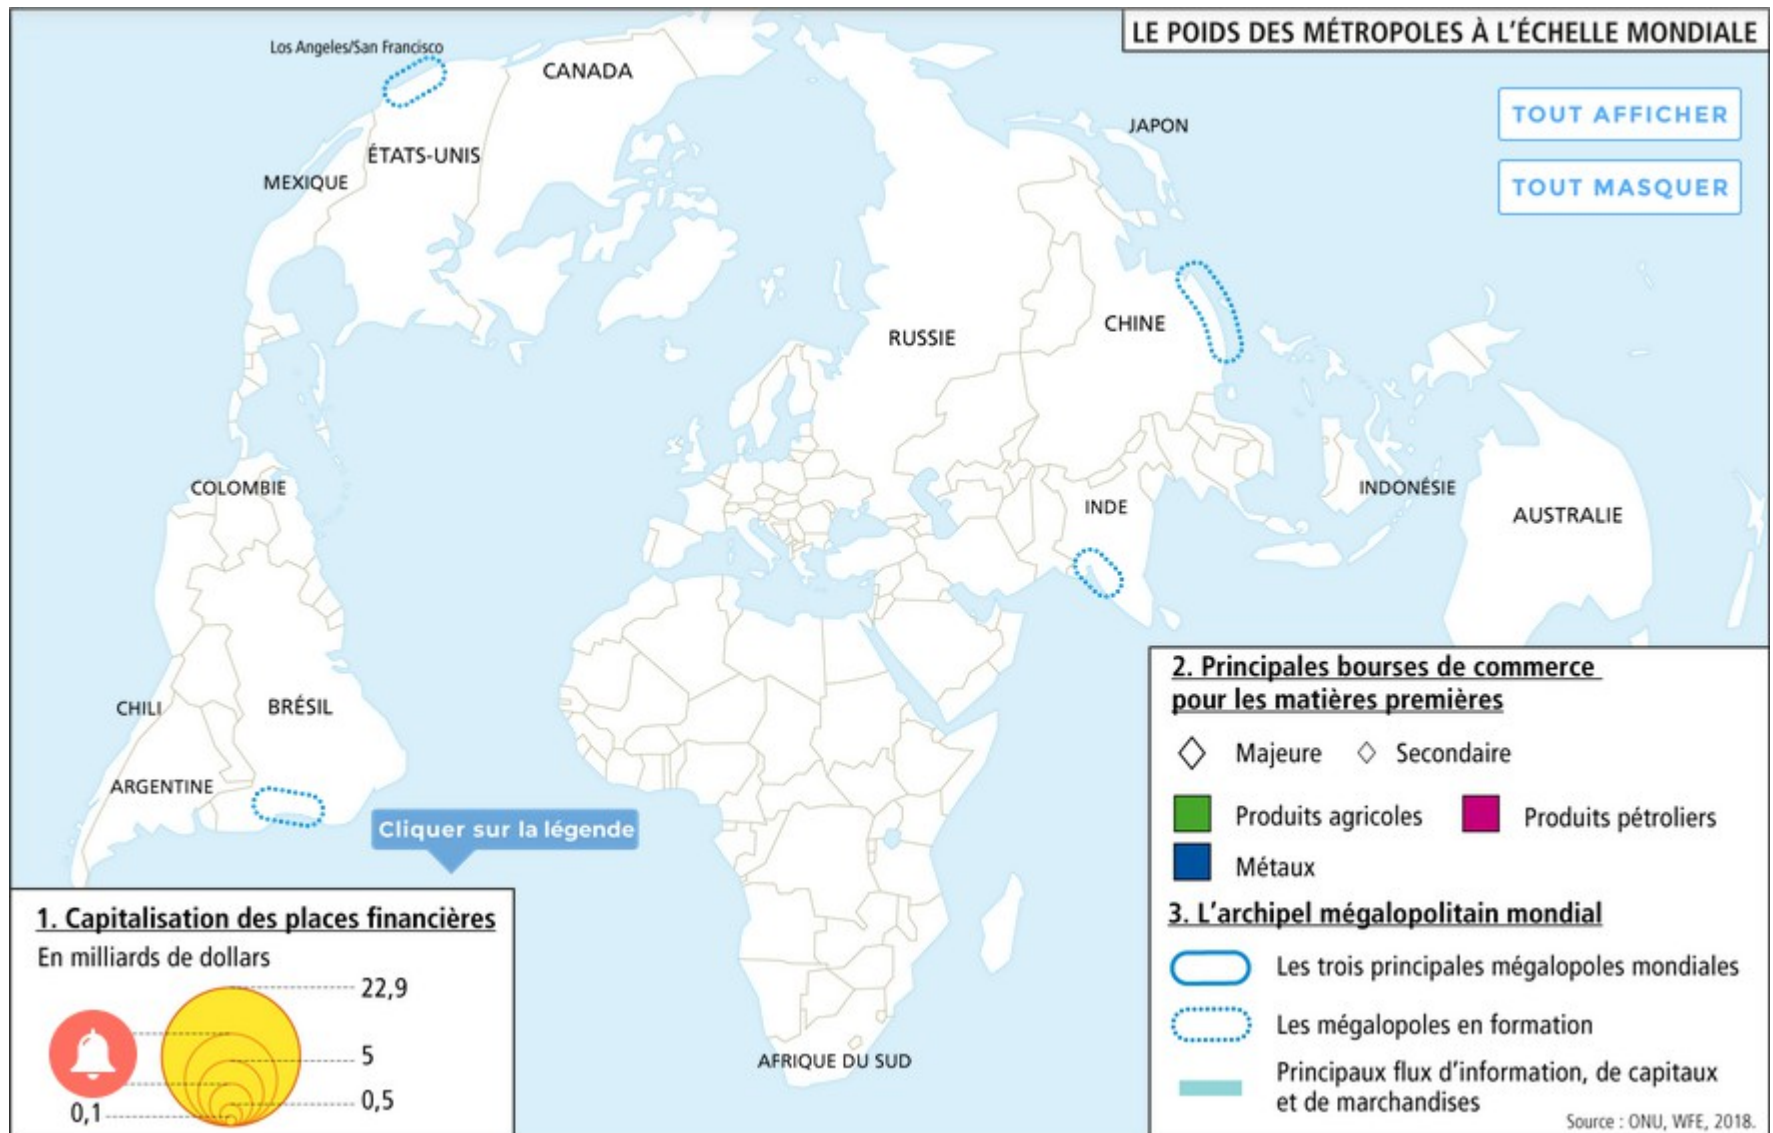 LE POIDS DES MÉTROPOLES À L'ÉCHELLE MONDIALE
Los Angeles/San Francisco
CANADA
TOUT AFFICHER
JAPON
ÉTATS-UNIS
MEXIQUE
TOUT MASQUER
CHINE
RUSSIE
COLOMBIE
INDONÉSIE
INDE
AUSTRALIE
CHILI
BRÉSIL
ARGENTINE
Cliquer sur la légende
AFRIQUE DU SUD
1. Capitalisation des places financières
En milliards de dollars
22,9
5
0,5
0,1
2. Principales bourses de commerce
pour les matières premières
Majeure Secondaire
Produits agricoles Produits pétroliers
Métaux
3. L'archipel mégalopolitain mondial
Les trois principales mégalopoles mondiales
Les mégalopoles en formation
Principaux flux d'information, de capitaux
et de marchandises
Source : ONU, WFE, 2018.